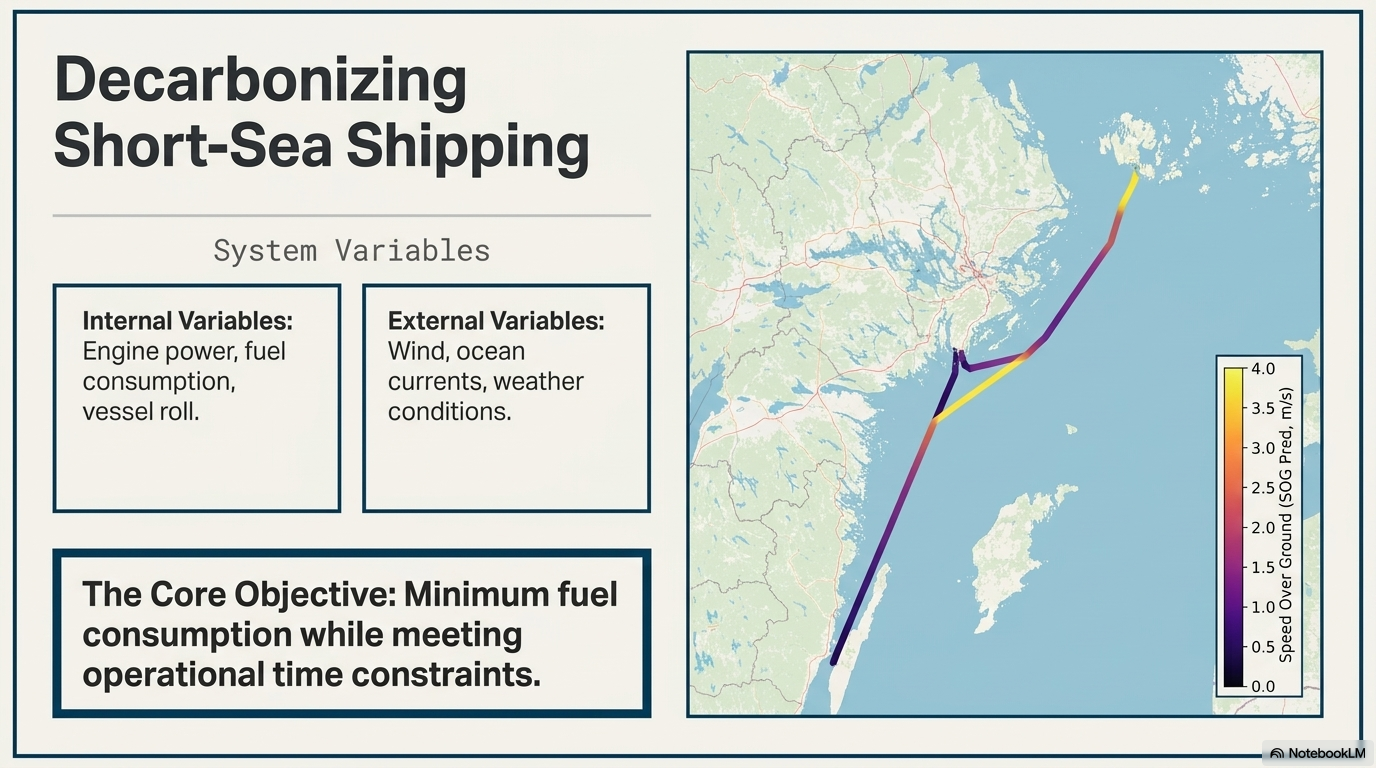 Decarbonizing
Short-Sea Shipping
System Variables
Internal Variables:
Engine power, fuel
consumption,
vessel roll.
External Variables:
Wind, ocean
currents, weather
conditions.
The Core Objective: Minimum fuel
consumption while meeting
operational time constraints.
4.0
3.5
3.0
2.5
2.0
1.5
1.0
0.5
0.0
Speed Over Ground (SOG Pred, m/s)
NotebookLM